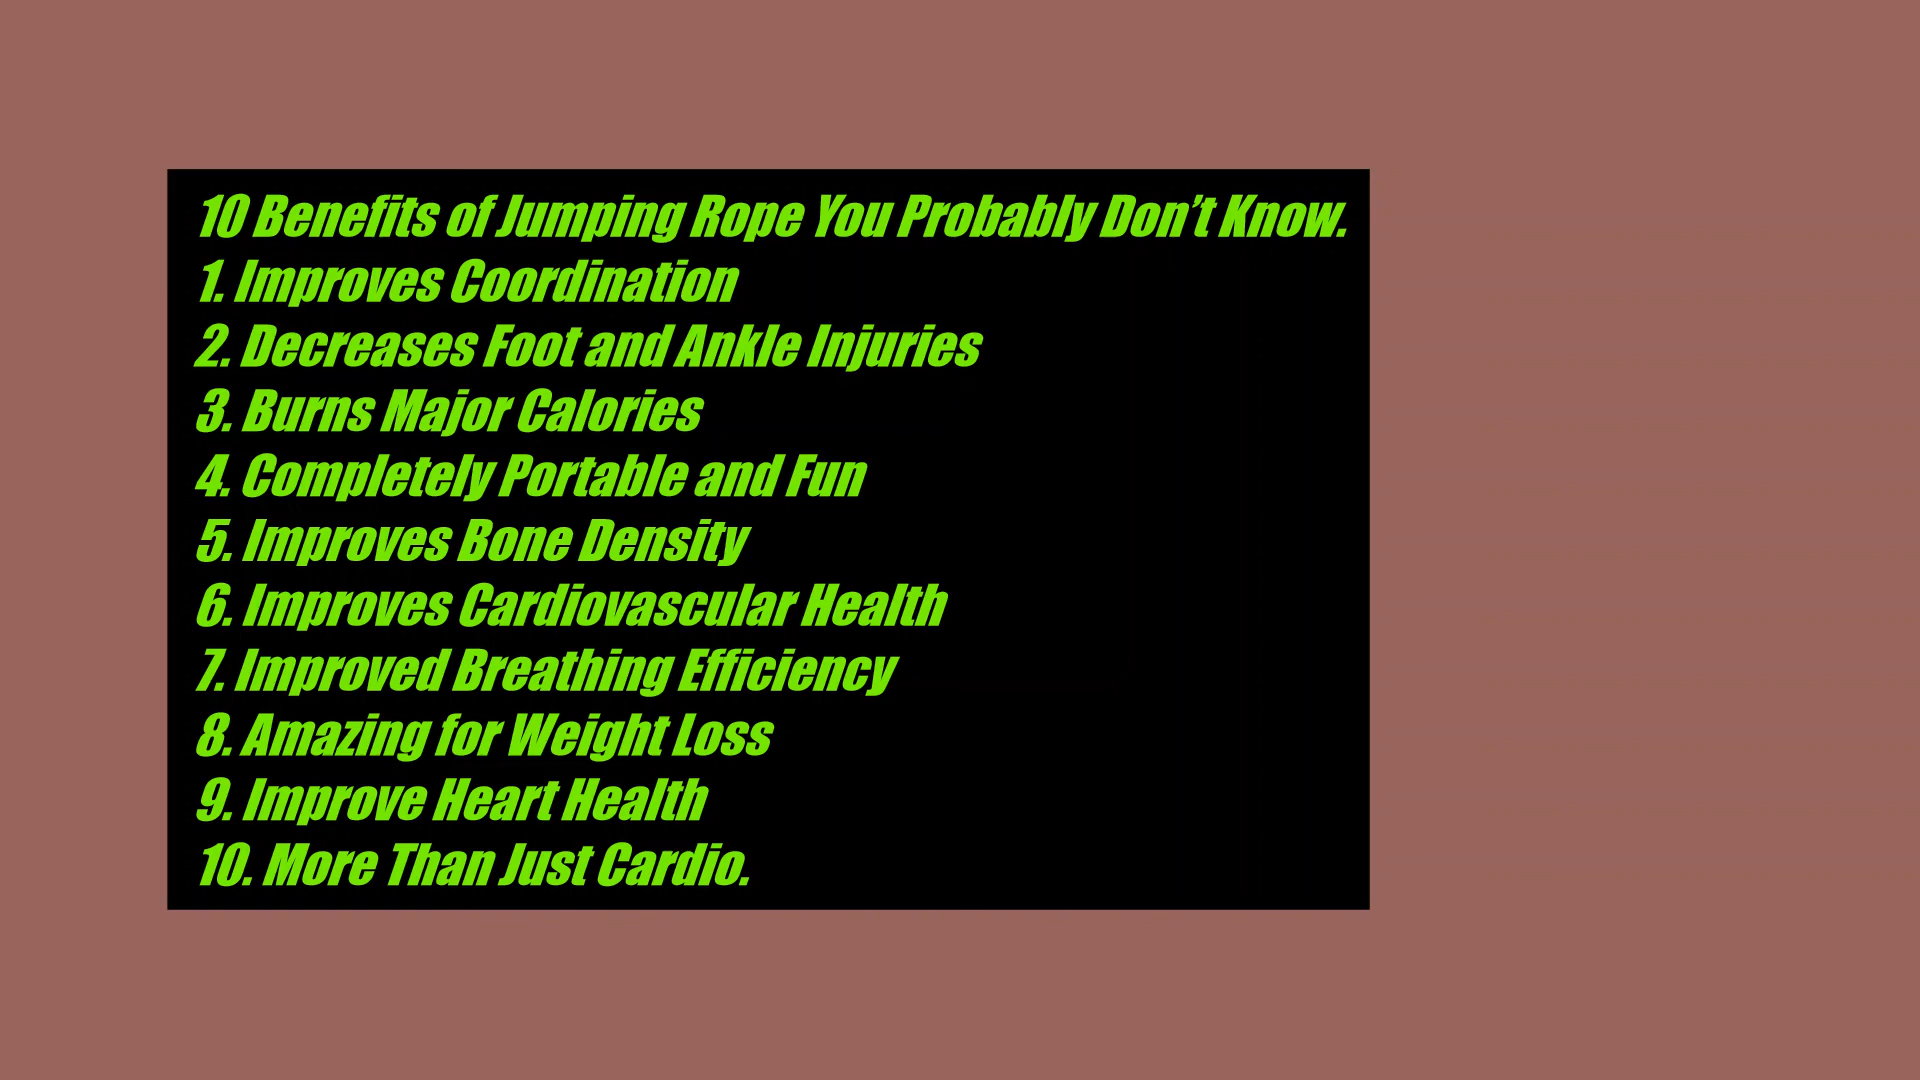 10 Benefits of Jumping Rope You Probably Don’t Know.
1. Improves Coordination
2. Decreases Foot and Ankle Injuries
3. Burns Major Calories
4. Completely Portable and Fun
5. Improves Bone Density
6. Improves Cardiovascular Health
7. Improved Breathing Efficiency
8. Amazing for Weight Loss
9. Improve Heart Health
10. More Than Just Cardio.